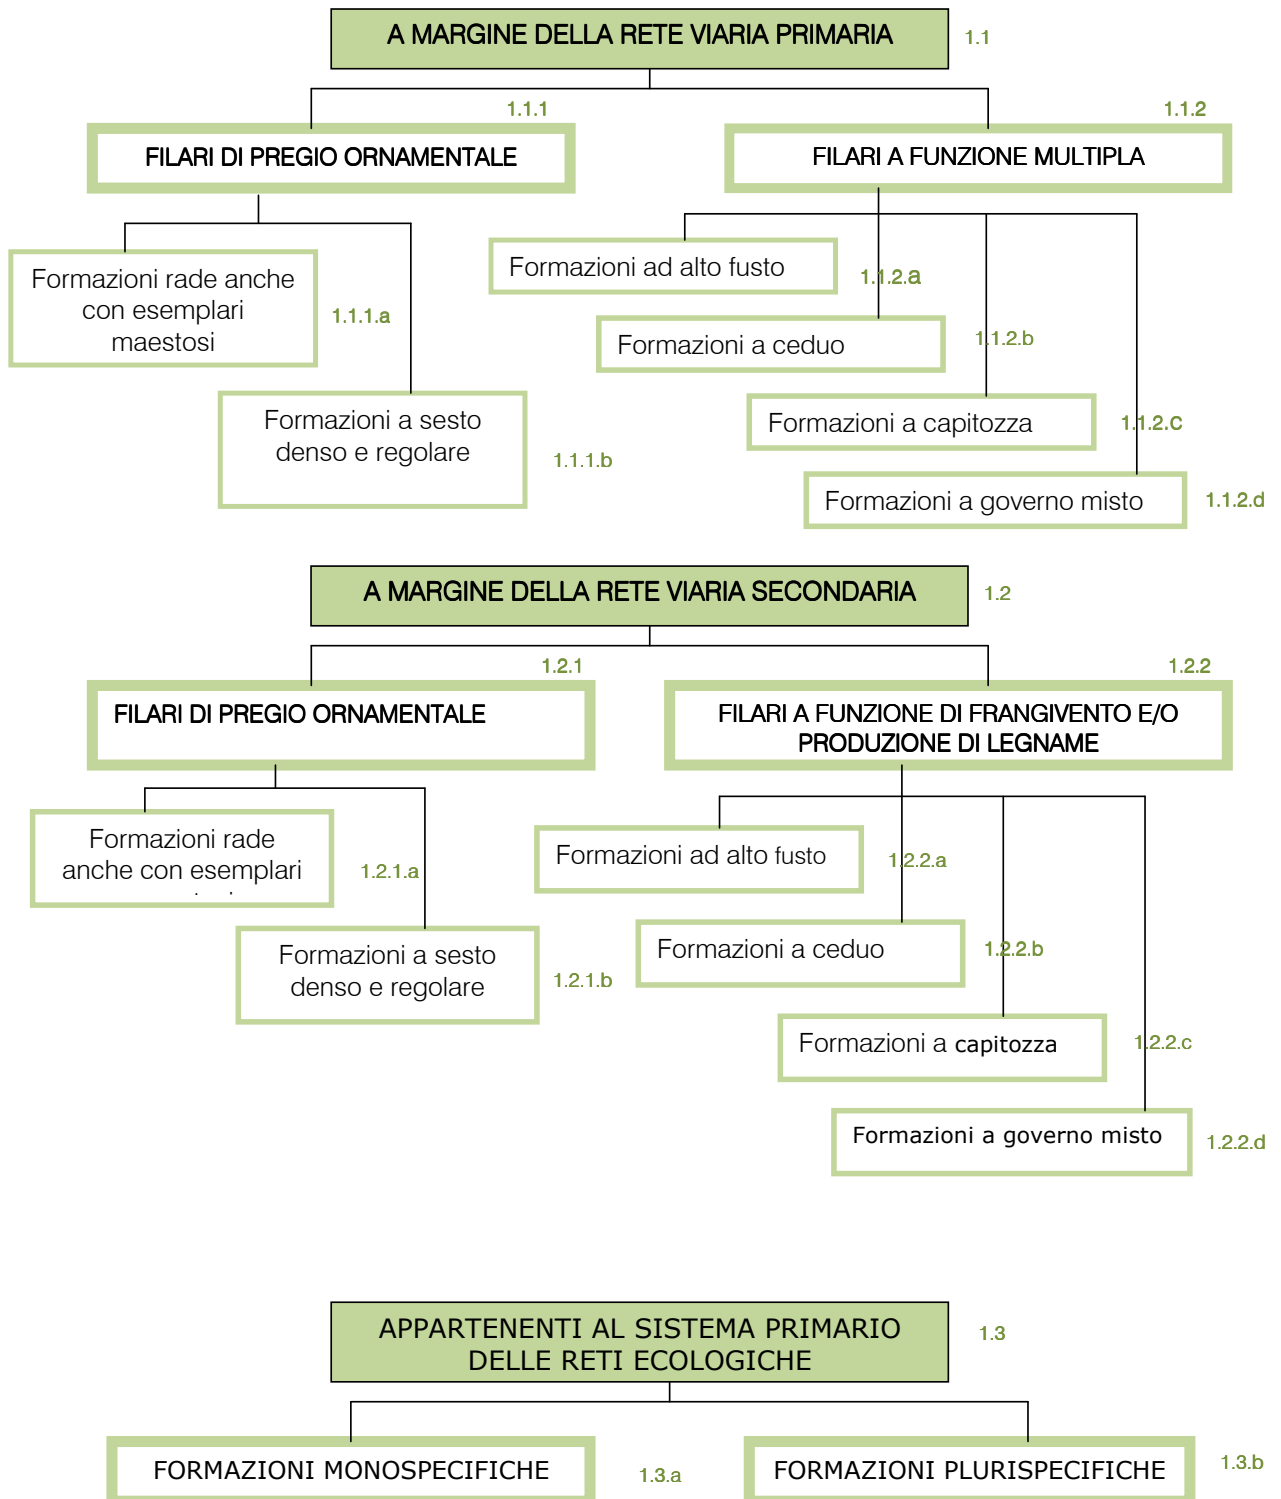 A MARGINE DELLA RETE VIARIA PRIMARIA
1.1
1.1.1
FILARI DI PREGIO ORNAMENTALE
1.1.2
FILARI A FUNZIONE MULTIPLA
Formazioni rade anche
con esemplari
maestosi
1.1.1.a
Formazioni a sesto
denso e regolare
1.1.1.b
Formazioni ad alto fusto
1.1.2.a
Formazioni a ceduo
1.1.2.b
Formazioni a capitozza
1.1.2.c
Formazioni a governo misto
1.1.2.d
A MARGINE DELLA RETE VIARIA SECONDARIA
1.2
1.2.1
FILARI DI PREGIO ORNAMENTALE
1.2.2
FILARI A FUNZIONE DI FRANGIVENTO E/O
PRODUZIONE DI LEGNAME
Formazioni rade
anche con esemplari
1.2.1.a
Formazioni a sesto
denso e regolare
1.2.1.b
Formazioni ad alto fusto
1.2.2.a
Formazioni a ceduo
1.2.2.b
Formazioni a capitozza
1.2.2.c
Formazioni a governo misto
1.2.2.d
APPARTENENTI AL SISTEMA PRIMARIO
DELLE RETI ECOLOGICHE
1.3
FORMAZIONI MONOSPECIFICHE
1.3.a
FORMAZIONI PLURISPECIFICHE
1.3.b